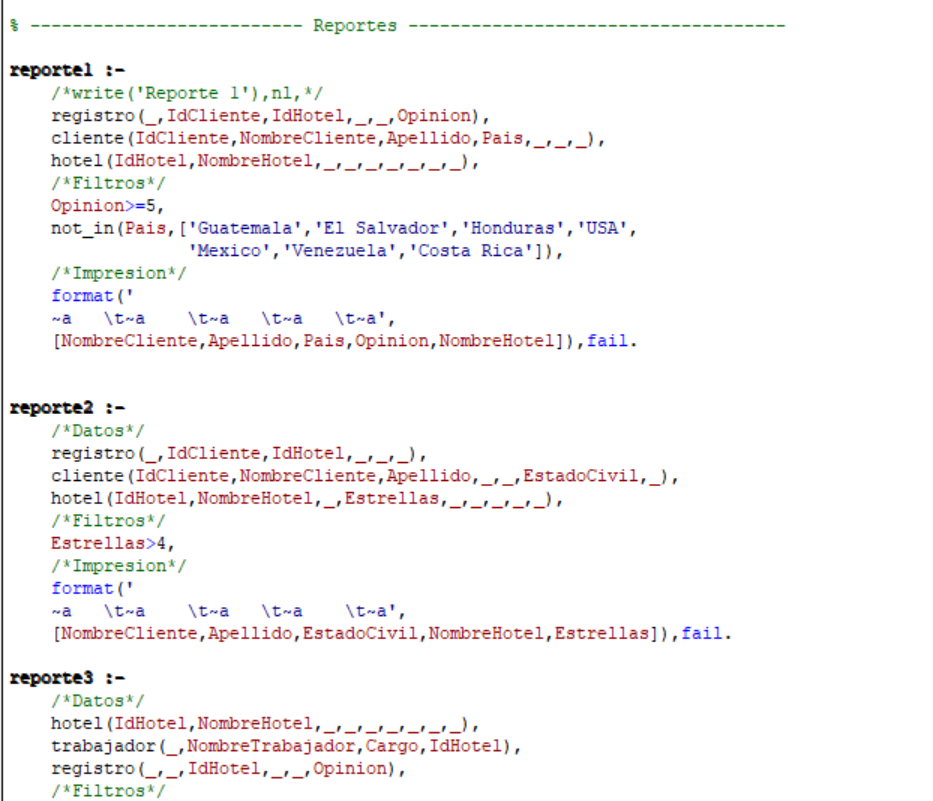 % ------------------------- Reportes -----------------------------------
reporte1 :-
    /*write('Reporte 1'),nl,*/
    registro(_,IdCliente,IdHotel,_,_,Opinion),
    cliente(IdCliente,NombreCliente,Apellido,Pais,_,_,_),
    hotel(IdHotel,NombreHotel,_,_,_,_,_,_,_),
    /*Filtros*/
    Opinion>=5,
    not_in(Pais,['Guatemala','El Salvador','Honduras','USA',
                 'Mexico','Venezuela','Costa Rica']),
    /*Impresion*/
    format('
    ~a   \t~a    \t~a   \t~a   \t~a',
    [NombreCliente,Apellido,Pais,Opinion,NombreHotel]),fail.
reporte2 :-
    /*Datos*/
    registro(_,IdCliente,IdHotel,_,_,_),
    cliente(IdCliente,NombreCliente,Apellido,_,_,EstadoCivil,_),
    hotel(IdHotel,NombreHotel,_,Estrellas,_,_,_,_,_),
    /*Filtros*/
    Estrellas>4,
    /*Impresion*/
    format('
    ~a   \t~a    \t~a   \t~a    \t~a',
    [NombreCliente,Apellido,EstadoCivil,NombreHotel,Estrellas]),fail.
reporte3 :-
    /*Datos*/
    hotel(IdHotel,NombreHotel,_,_,_,_,_,_,_),
    trabajador(_,NombreTrabajador,Cargo,IdHotel),
    registro(_,_,IdHotel,_,_,Opinion),
    /*Filtros*/